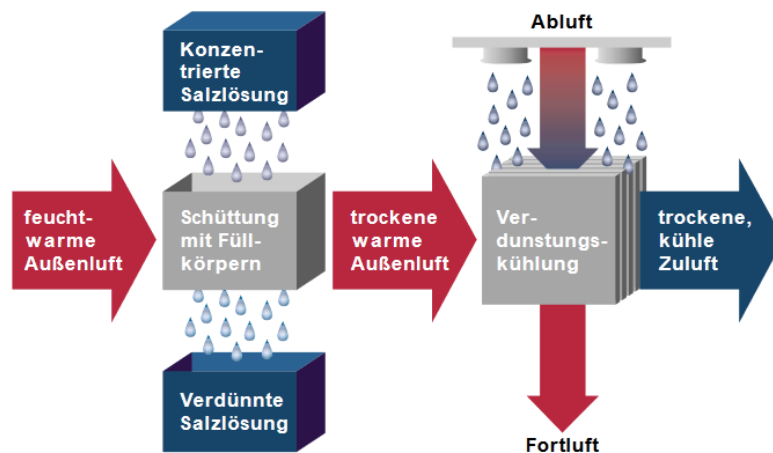 Konzen-
trierte
Salzlösung
feucht-
warme
Außenluft
Schüttung
mit Füll-
körpern
Verdünnte
Salzlösung
trockene
warme
Außenluft
Abluft
Ver-
dunstungs-
kühlung
Fortluft
trockene,
kühle
Zuluft